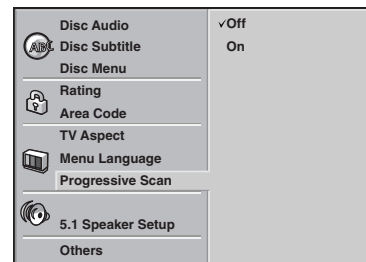 Disc Audio
Disc Subtitle
Disc Menu
Rating
Area Code
TV Aspect
Menu Language
Progressive Scan
5.1 Speaker Setup
Others
✓Off
On
ABC